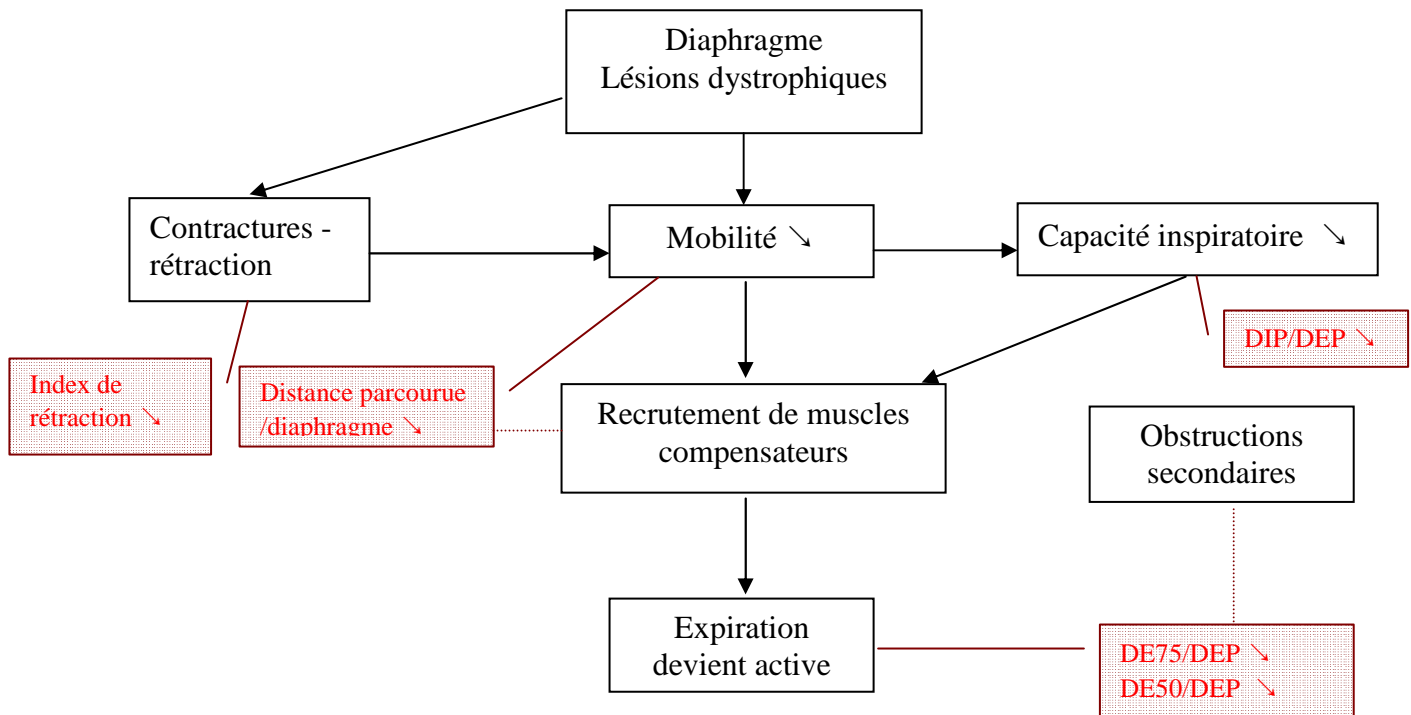 Diaphragme
Lésions dystrophiques
Contractures -
rétraction
Mobilité ↘
Capacité inspiratoire ↘
Index de
rétraction ↘
Distance parcourue
/diaphragme ↘
DIP/DEP ↘
Recrutement de muscles
compensateurs
Obstructions
secondaires
Expiration
devient active
DE75/DEP ↘
DE50/DEP ↘